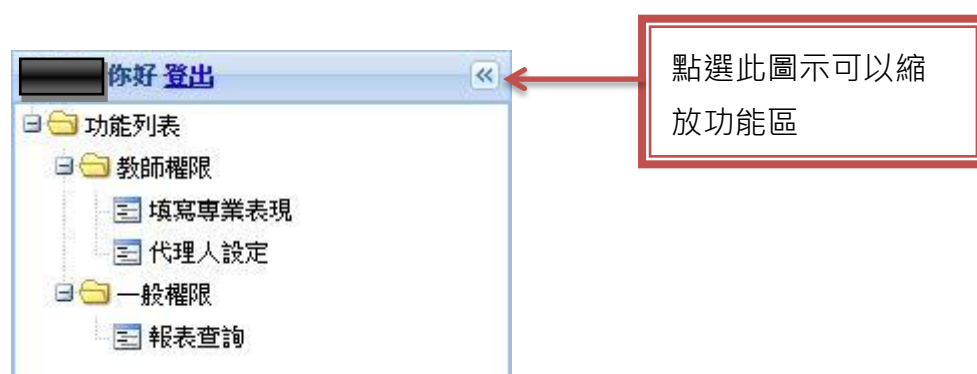 你好 登出
點選此圖示可以縮
放功能區
功能列表
教師權限
填寫專業表現
代理人設定
一般權限
報表查詢